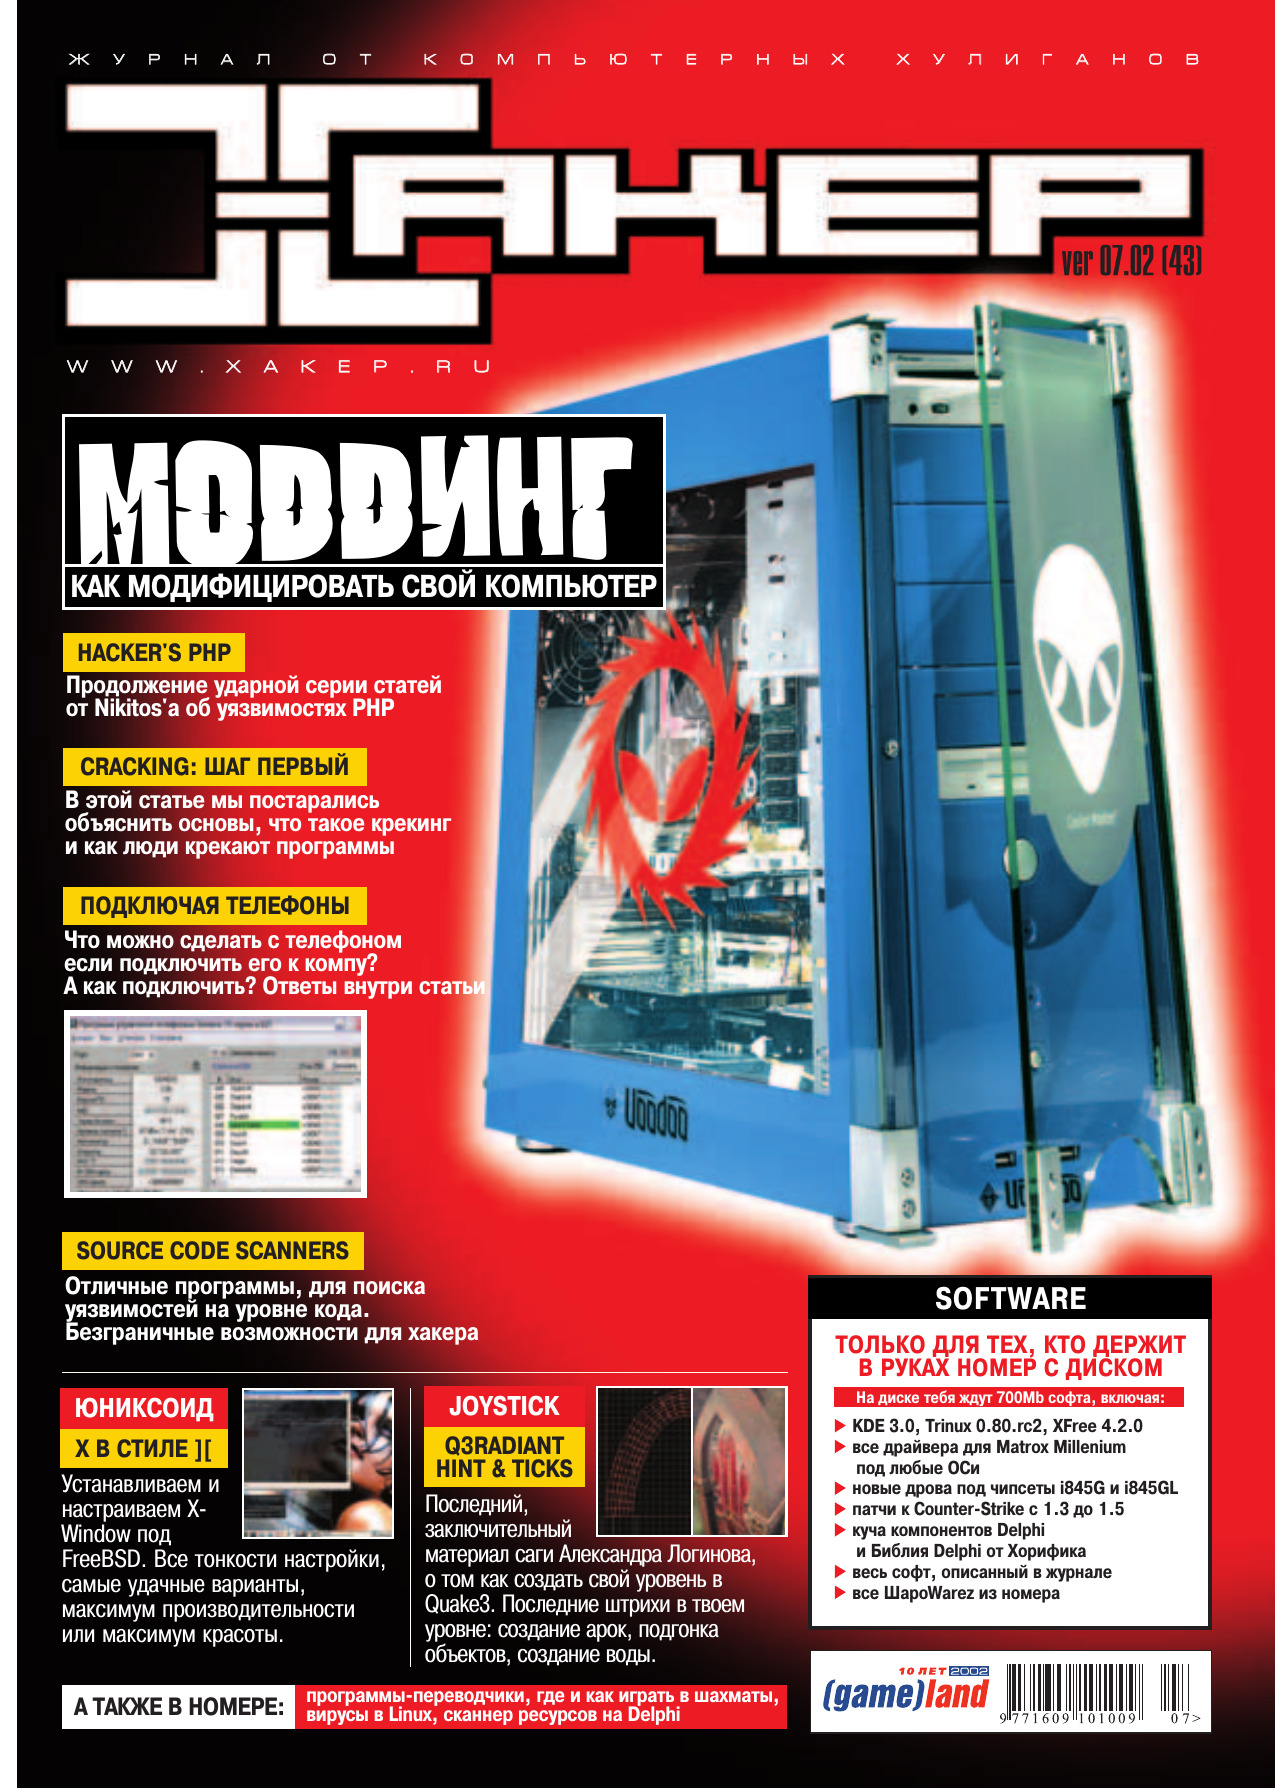 ЖУРНАЛ ОТ КОМПЬЮТЕРНЫХ ХУЛИГАНОВ
ХАКЕР
ver 07.02 (43)
WWW.XAKEP.RU
МОДДИНГ
КАК МОДИФИЦИРОВАТЬ СВОЙ КОМПЬЮТЕР
HACKER'S PHP
Продолжение ударной серии статей
от Nikitos'а об уязвимостях PHP
CRACKING: ШАГ ПЕРВЫЙ
В этой статье мы постарались
объяснить основы, что такое крекинг
и как люди крекают программы
ПОДКЛЮЧАЯ ТЕЛЕФОНЫ
Что можно сделать с телефоном
если подключить его к компу?
А как подключить? Ответы внутри статьи
Cooler Master
VOODOO
VOODOO
SOURCE CODE SCANNERS
Отличные программы, для поиска
уязвимостей на уровне кода.
Безграничные возможности для хакера
ЮНИКСОИД
X В СТИЛЕ ][
Устанавливаем и
настраиваем X-
Window под
FreeBSD. Все тонкости настройки,
самые удачные варианты,
максимум производительности
или максимум красоты.
JOYSTICK
Q3RADIANT
HINT & TICKS
Последний,
заключительный
материал саги Александра Логинова,
о том как создать свой уровень в
Quake3. Последние штрихи в твоем
уровне: создание арок, подгонка
объектов, создание воды.
А ТАКЖЕ В НОМЕРЕ:
программы-переводчики, где и как играть в шахматы,
вирусы в Linux, сканнер ресурсов на Delphi
SOFTWARE
ТОЛЬКО ДЛЯ ТЕХ, КТО ДЕРЖИТ
В РУКАХ НОМЕР С ДИСКОМ
На диске тебя ждут 700Mb софта, включая:
KDE 3.0, Trinux 0.80.rc2, XFree 4.2.0
все драйвера для Matrox Millenium
под любые ОСи
новые дрова под чипсеты i845G и i845GL
патчи к Counter-Strike с 1.3 до 1.5
куча компонентов Delphi
и Библия Delphi от Хорифика
весь софт, описанный в журнале
все ШароWarez из номера
10 ЛЕТ 2002
(game)land
9 771609 101009 07>